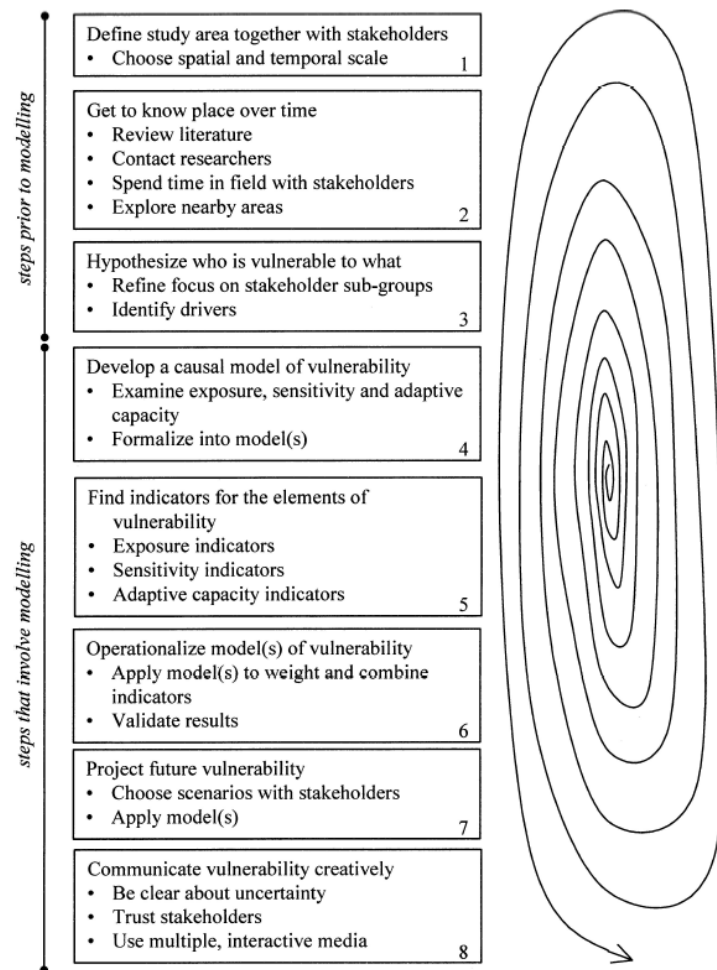 steps prior to modelling
Define study area together with stakeholders
• Choose spatial and temporal scale
1
Get to know place over time
• Review literature
• Contact researchers
• Spend time in field with stakeholders
• Explore nearby areas
2
Hypothesize who is vulnerable to what
• Refine focus on stakeholder sub-groups
• Identify drivers
3
steps that involve modelling
Develop a causal model of vulnerability
• Examine exposure, sensitivity and adaptive
capacity
• Formalize into model(s)
4
Find indicators for the elements of
vulnerability
• Exposure indicators
• Sensitivity indicators
• Adaptive capacity indicators
5
Operationalize model(s) of vulnerability
• Apply model(s) to weight and combine
indicators
• Validate results
6
Project future vulnerability
• Choose scenarios with stakeholders
• Apply model(s)
7
Communicate vulnerability creatively
• Be clear about uncertainty
• Trust stakeholders
• Use multiple, interactive media
8